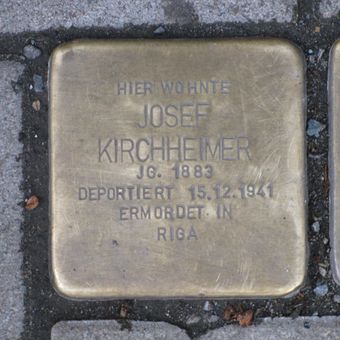 HIER WOHNTE
JOSEF
KIRCHHEIMER
JG. 1883
DEPORTIERT 15.12.1941
ERMORDET IN
RIGA